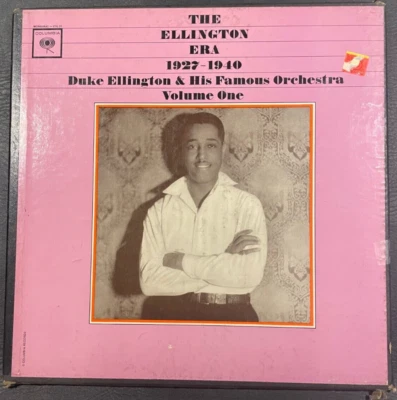 THE
ELLINGTON
ERA
1927-1940
Duke Ellington & His Famous Orchestra
Volume One